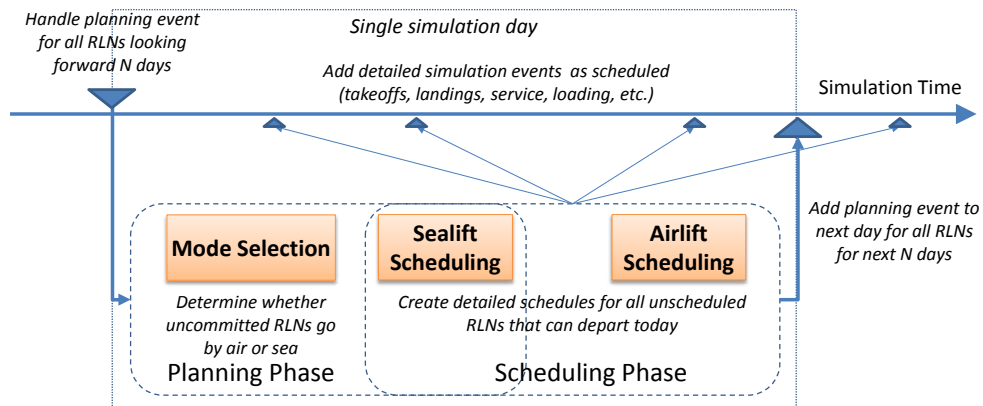 Handle planning event
for all RLNs looking
forward N days
Single simulation day
Add detailed simulation events as scheduled
(takeoffs, landings, service, loading, etc.)
Simulation Time
Mode Selection
Sealift
Scheduling
Airlift
Scheduling
Add planning event to
next day for all RLNs
for next N days
Determine whether
uncommitted RLNs go
by air or sea
Create detailed schedules for all unscheduled
RLNs that can depart today
Planning Phase
Scheduling Phase